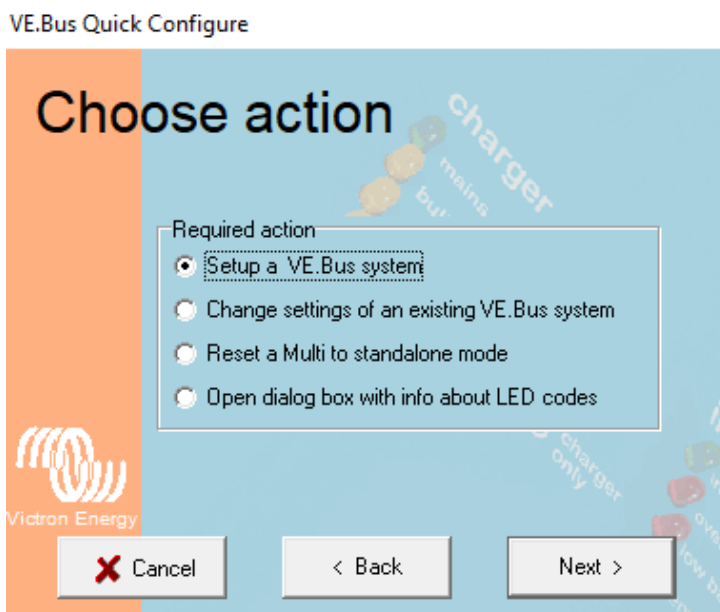 VE.Bus Quick Configure
Choose action
charger
mains
Required action
Setup a VE.Bus system
Change settings of an existing VE.Bus system
Reset a Multi to standalone mode
Open dialog box with info about LED codes
charger
only
Victron Energy
Cancel
< Back
Next >
low